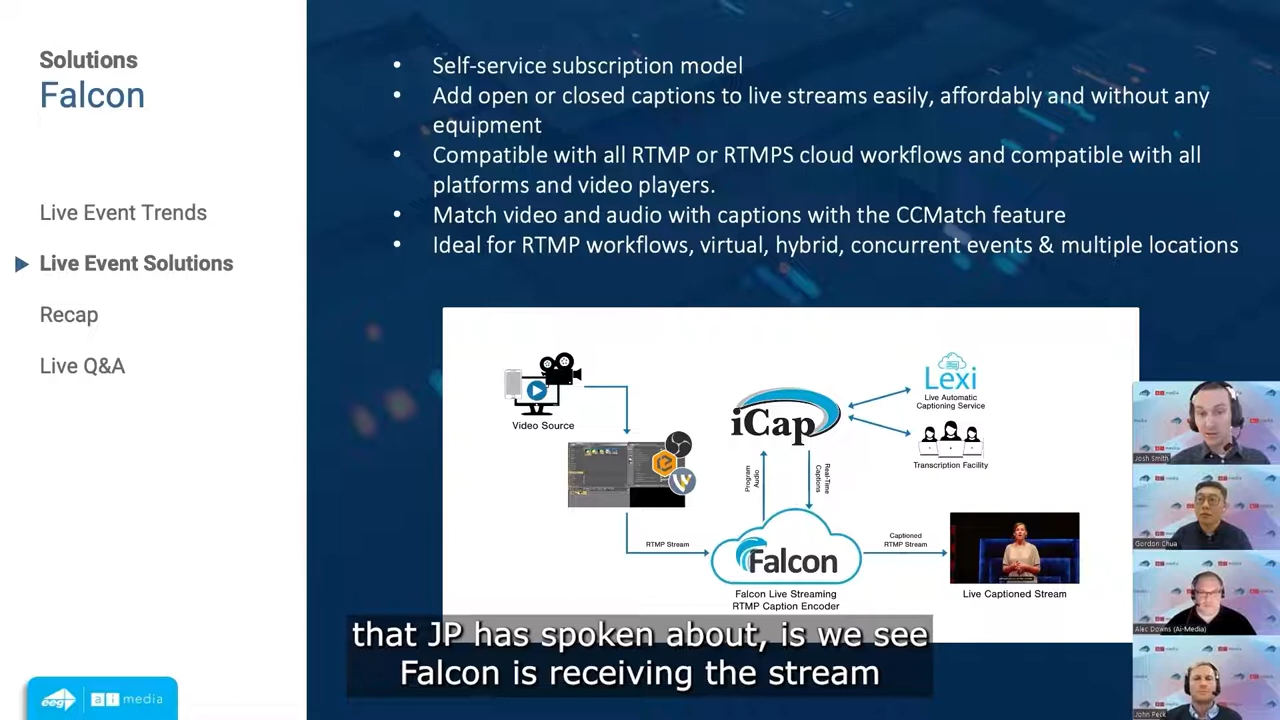 Solutions
Falcon
Live Event Trends
Live Event Solutions
Recap
Live Q&A
eeg
ai media
• Self-service subscription model
• Add open or closed captions to live streams easily, affordably and without any
equipment
• Compatible with all RTMP or RTMPS cloud workflows and compatible with all
platforms and video players.
• Match video and audio with captions with the CCMatch feature
• Ideal for RTMP workflows, virtual, hybrid, concurrent events & multiple locations
Video Source
iCap
Lexi
Live Automatic
Captioning Service
Transcription Facility
Program
Audio
Real-Time
Captions
RTMP Stream
Falcon
Captioned
RTMP Stream
Falcon Live Streaming
RTMP Caption Encoder
Live Captioned Stream
that JP has spoken about, is we see
Falcon is receiving the stream
Josh Smith
Gordon Chua
Alec Downs (Ai-Media)
John Peck